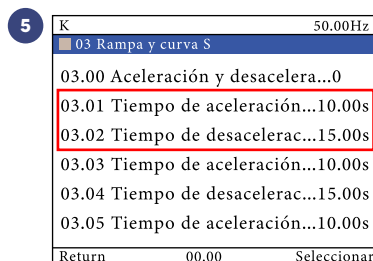 5
K 50.00Hz
03 Rampa y curva S
03.00 Aceleración y desacelera...0
03.01 Tiempo de aceleración...10.00s
03.02 Tiempo de desacelerac...15.00s
03.03 Tiempo de aceleración...10.00s
03.04 Tiempo de desacelerac...15.00s
03.05 Tiempo de aceleración...10.00s
Return 00.00 Seleccionar